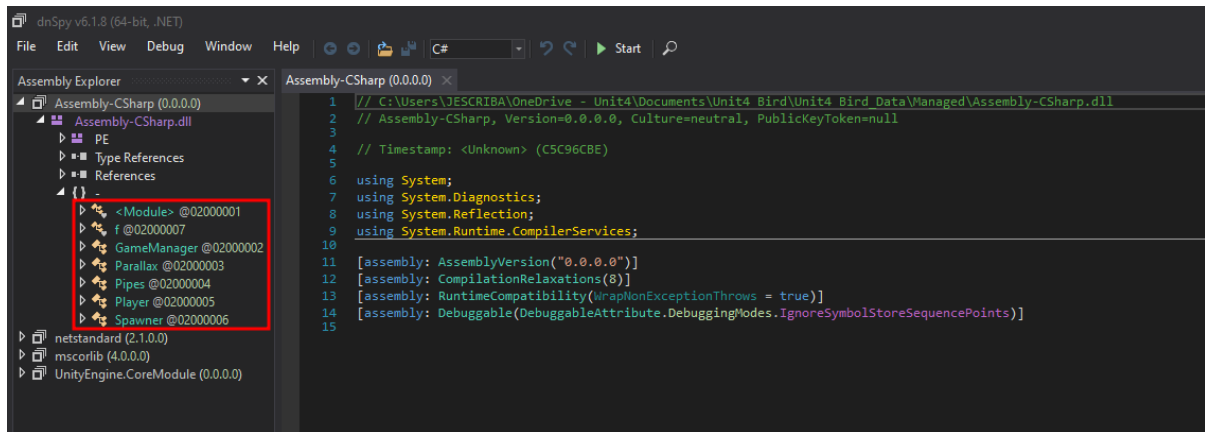 dnSpy v6.1.8 (64-bit, .NET)
File Edit View Debug Window Help C# Start
Assembly Explorer
Assembly-CSharp (0.0.0.0)
Assembly-CSharp.dll
PE
Type References
References
{ } -
<Module> @02000001
f @02000007
GameManager @02000002
Parallax @02000003
Pipes @02000004
Player @02000005
Spawner @02000006
netstandard (2.1.0.0)
mscorlib (4.0.0.0)
UnityEngine.CoreModule (0.0.0.0)
Assembly-CSharp (0.0.0.0)
1 // C:\Users\JESCRIBA\OneDrive - Unit4\Documents\Unit4 Bird\Unit4 Bird_Data\Managed\Assembly-CSharp.dll
2 // Assembly-CSharp, Version=0.0.0.0, Culture=neutral, PublicKeyToken=null
3
4 // Timestamp: <Unknown> (C5C96CBE)
5
6 using System;
7 using System.Diagnostics;
8 using System.Reflection;
9 using System.Runtime.CompilerServices;
10
11 [assembly: AssemblyVersion("0.0.0.0")]
12 [assembly: CompilationRelaxations(8)]
13 [assembly: RuntimeCompatibility(WrapNonExceptionThrows = true)]
14 [assembly: Debuggable(DebuggableAttribute.DebuggingModes.IgnoreSymbolStoreSequencePoints)]
15